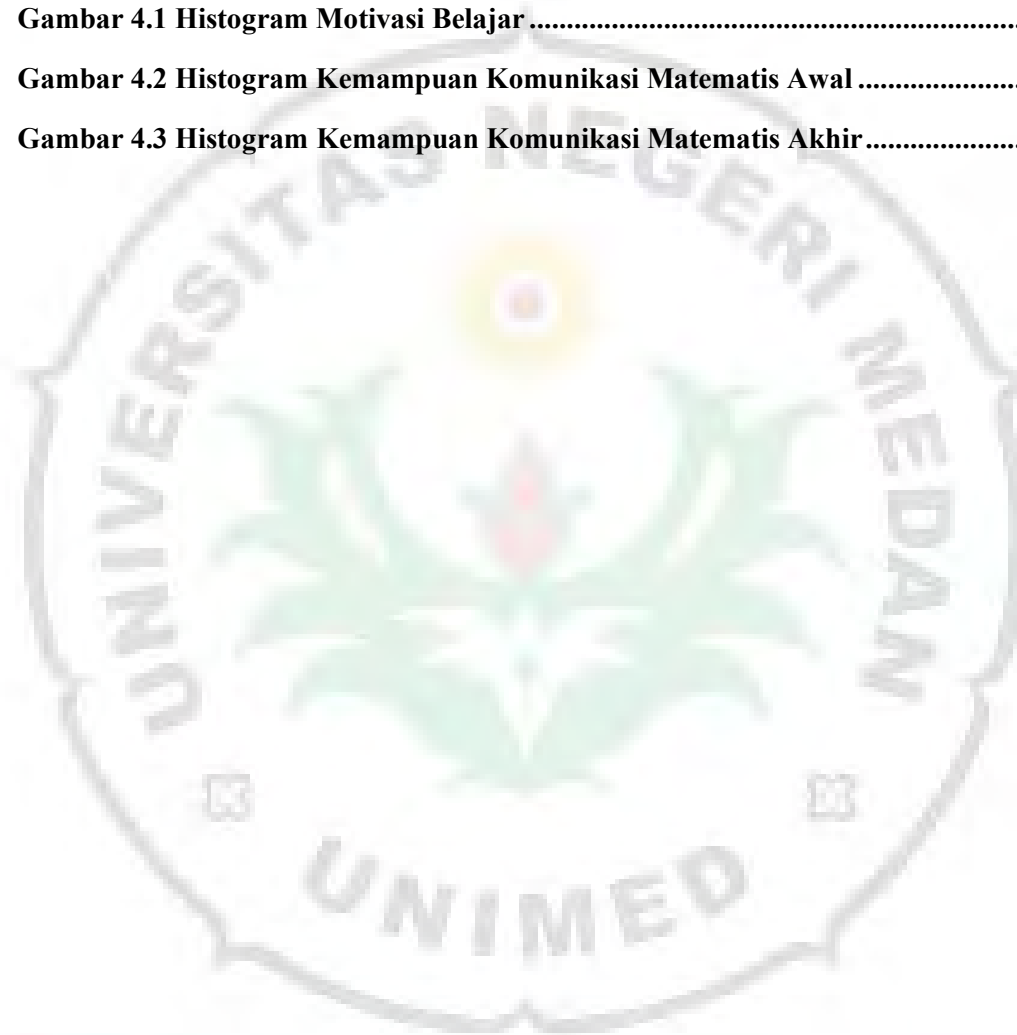 Gambar 4.1 Histogram Motivasi Belajar..............................................................
Gambar 4.2 Histogram Kemampuan Komunikasi Matematis Awal....................
Gambar 4.3 Histogram Kemampuan Komunikasi Matematis Akhir...................
UNIVERSITAS NEGERI MEDAN
UNIMED